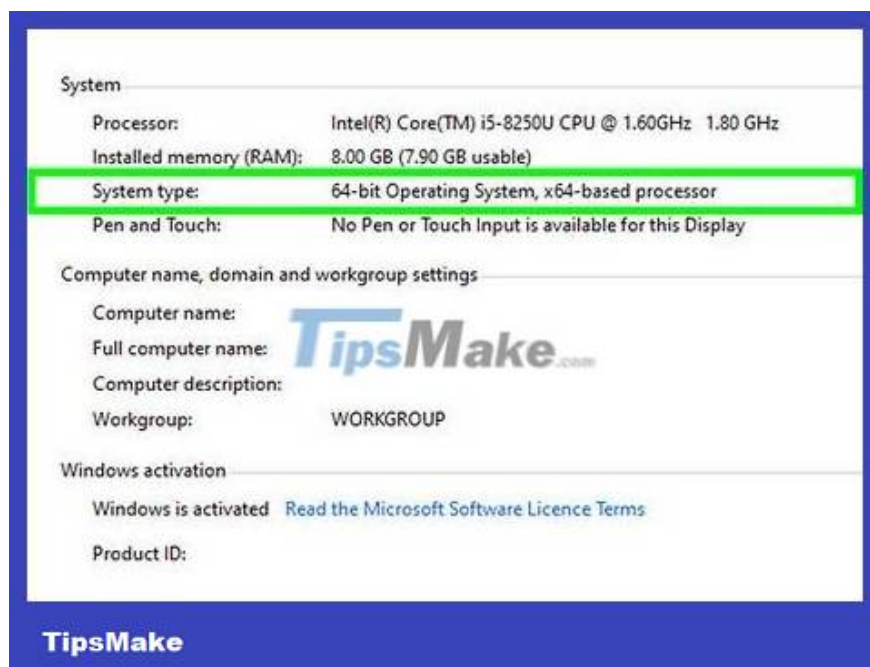 System
Processor: Intel(R) Core(TM) i5-8250U CPU @ 1.60GHz 1.80 GHz
Installed memory (RAM): 8.00 GB (7.90 GB usable)
System type: 64-bit Operating System, x64-based processor
Pen and Touch: No Pen or Touch Input is available for this Display
Computer name, domain and workgroup settings
Computer name:
Full computer name:
TipsMake.com
Computer description:
Workgroup: WORKGROUP
Windows activation
Windows is activated Read the Microsoft Software Licence Terms
Product ID:
TipsMake